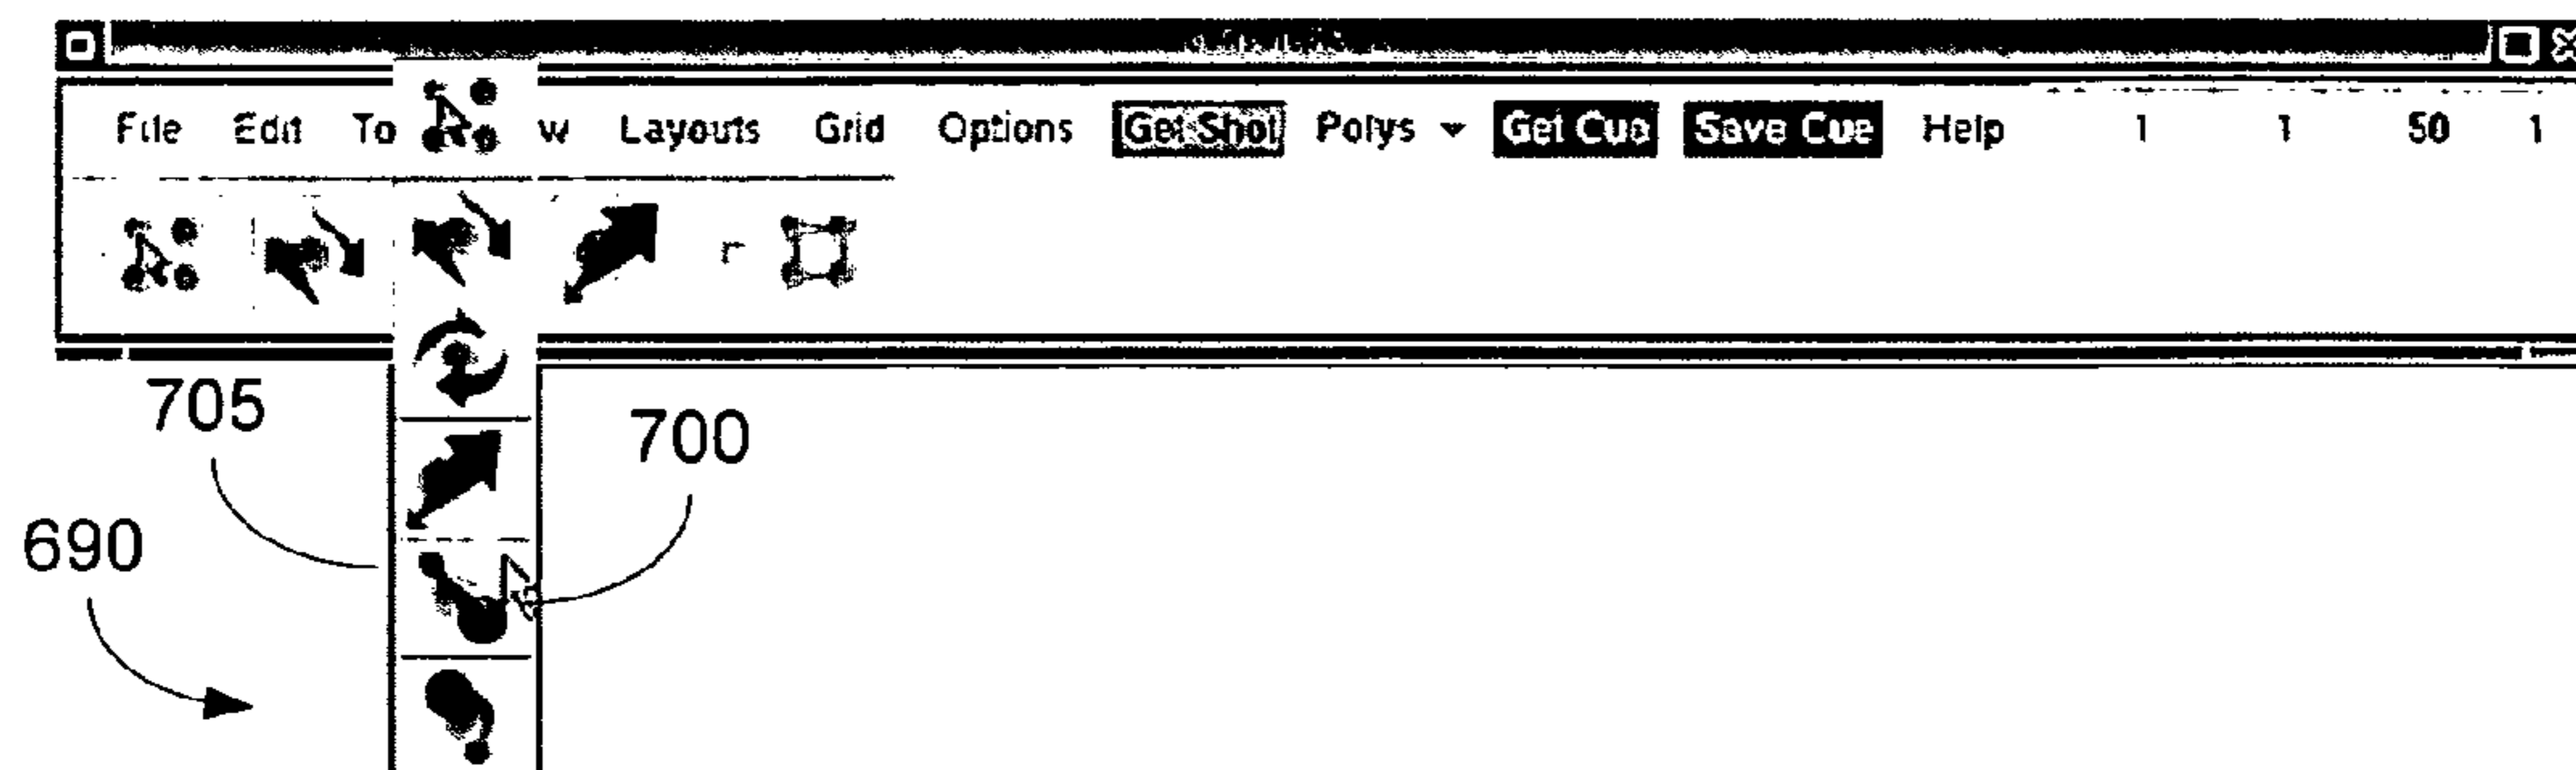 File Edit To w Layouts Grid Options Get Shot Polys Get Cue Save Cue Help 1 1 50 1
705
700
690